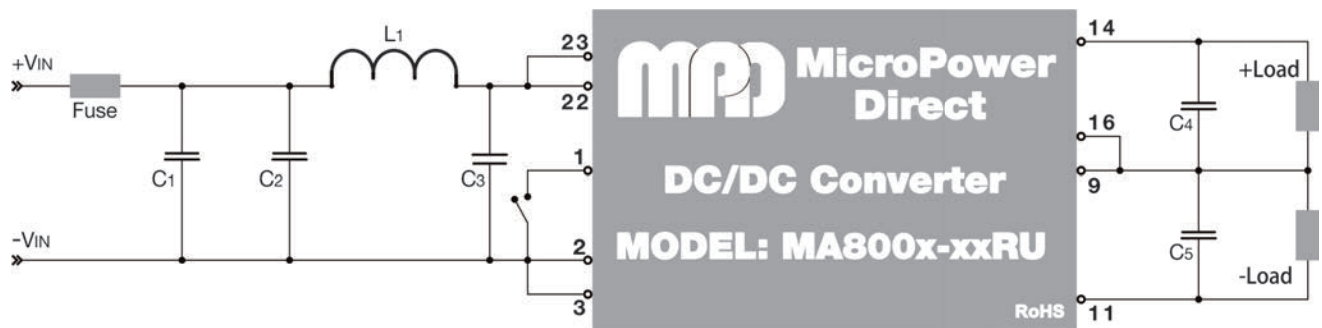 L1
+VIN
Fuse
C1
C2
C3
-VIN
23
22
1
2
3
MPD
MicroPower
Direct
DC/DC Converter
MODEL: MA800x-xxRU
RoHS
14
16
9
11
C4
C5
+Load
-Load